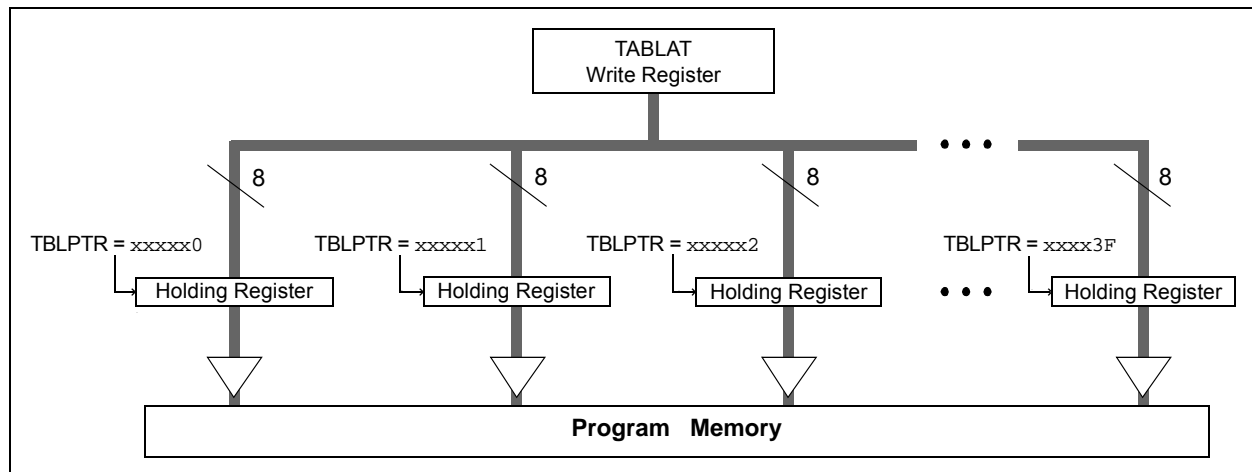 TABLAT
Write Register
8 8 8 8
TBLPTR = xxxxx0 TBLPTR = xxxxx1 TBLPTR = xxxxx2 TBLPTR = xxxx3F
Holding Register Holding Register Holding Register Holding Register
Program Memory